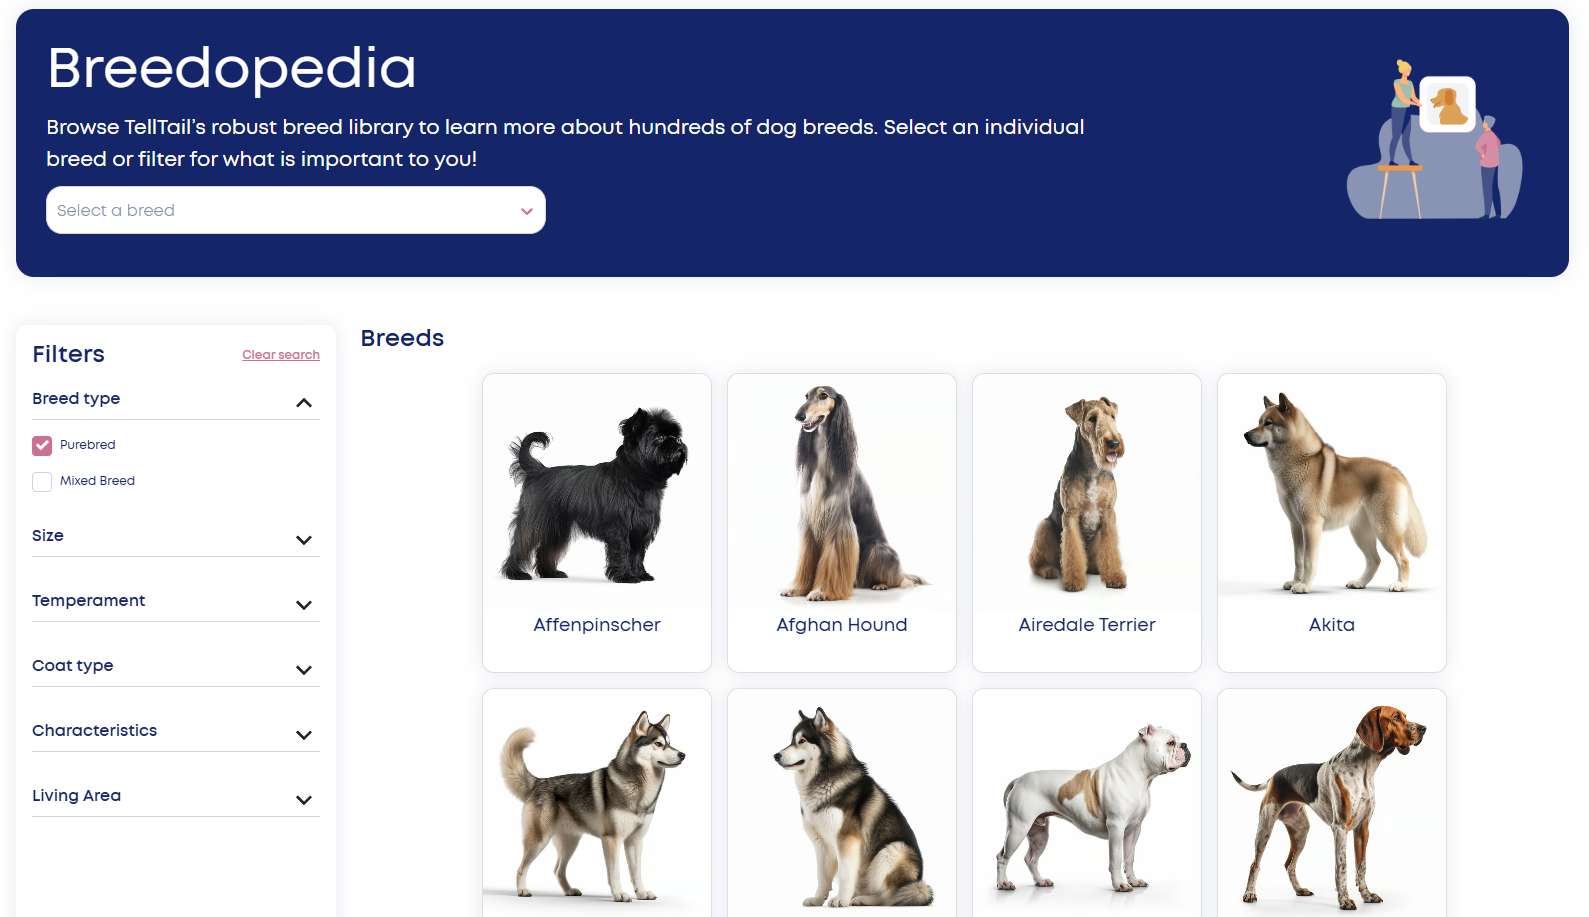 Breedopedia
Browse TellTail’s robust breed library to learn more about hundreds of dog breeds. Select an individual
breed or filter for what is important to you!
Select a breed
Filters
Clear search
Breed type
Purebred
Mixed Breed
Size
Temperament
Coat type
Characteristics
Living Area
Breeds
Affenpinscher
Afghan Hound
Airedale Terrier
Akita